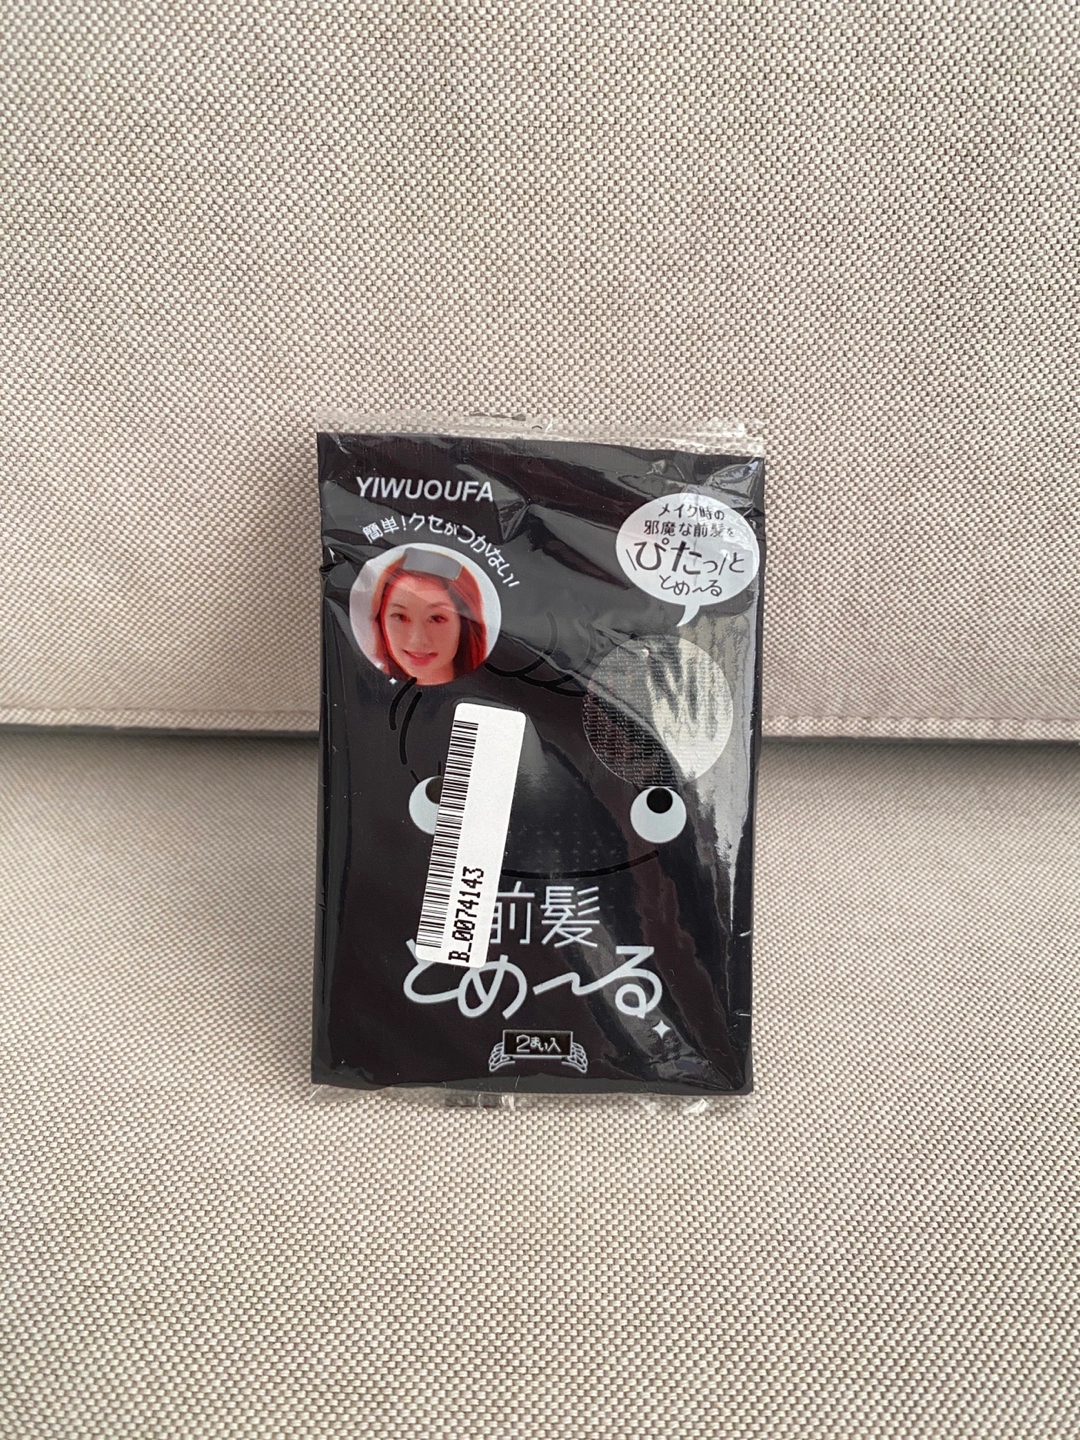 YIWUOUFA
簡単!クセがつかない!
メイク時の
邪魔な前髪を
ぴたっと
とめ〜る
B_0074143
前髪
とめ〜る
2まい入